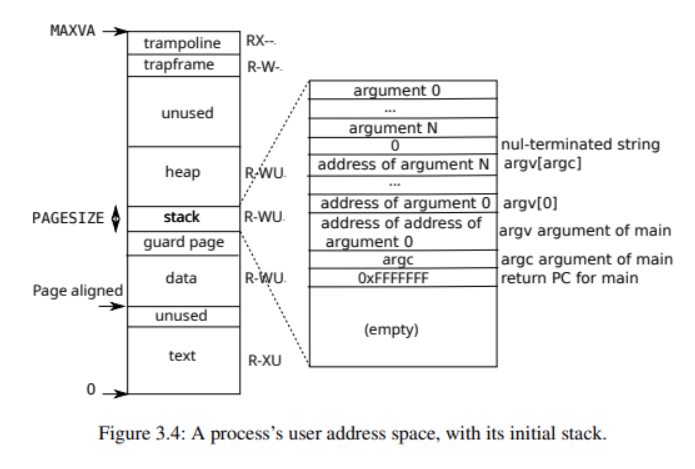 MAXVA
trampoline RX--
trapframe R-W-
unused
heap R-WU
PAGESIZE stack R-WU
guard page
data R-WU
Page aligned
unused
text R-XU
0
argument 0
...
argument N
0 nul-terminated string
address of argument N argv[argc]
...
address of argument 0 argv[0]
address of address of
argument 0 argv argument of main
argc argc argument of main
0xFFFFFFF return PC for main
(empty)
Figure 3.4: A process's user address space, with its initial stack.